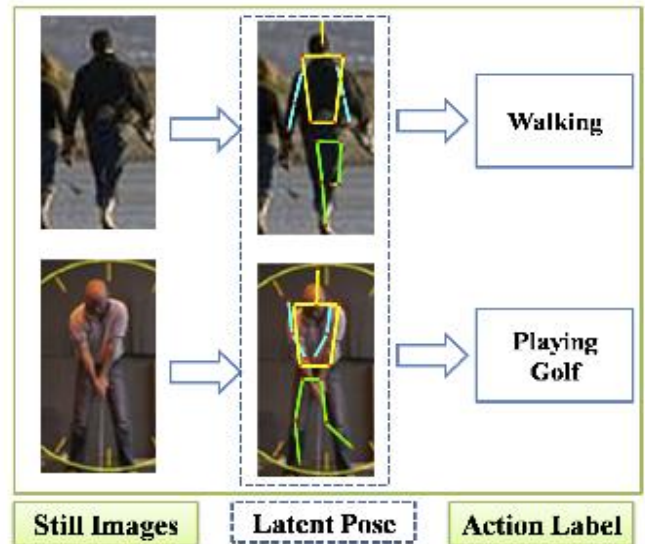 Walking
Playing
Golf
Still Images
Latent Pose
Action Label